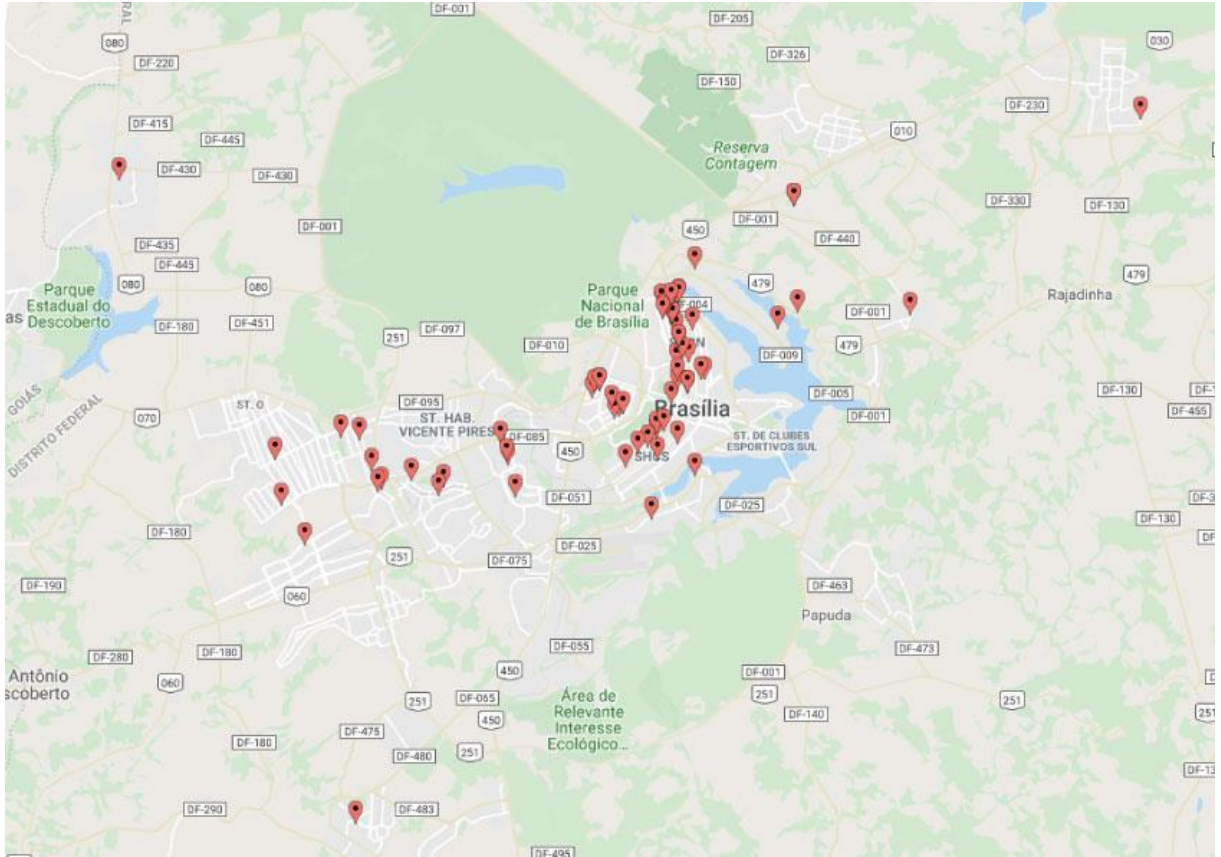 DF-001
DF-205
RAL
080
030
DF-326
DF-220
DF-150
DF-230
DF-415
010
DF-445
Reserva
Contagem
DF-430
DF-430
DF-330
DF-130
DF-001
DF-001
450
DF-440
DF-435
DF-445
479
479
080
080
Parque
Estadual do
Descoberto
Parque
Nacional
de Brasília
DF-004
Rajadinha
as
DF-180
DF-451
DF-097
DF-001
251
DF-010
479
DF-009
GOIÁS
DISTRITO FEDERAL
DF-130
DF-005
ST. O
DF-095
070
ST. HAB.
VICENTE PIRES
Brasília
DF-001
DF-455
DF-085
450
ST. DE CLUBES
ESPORTIVOS SUL
SHCS
DF-051
DF-025
DF-180
DF-130
DF-025
251
DF-075
DF-190
060
DF-463
Papuda
DF-055
DF-473
DF-280
DF-180
450
DF-001
Antônio
scoberto
060
251
DF-065
251
251
251
Área de
Relevante
Interesse
Ecológico...
450
DF-140
DF-475
DF-180
251
DF-480
DF-290
DF-483
DF-495